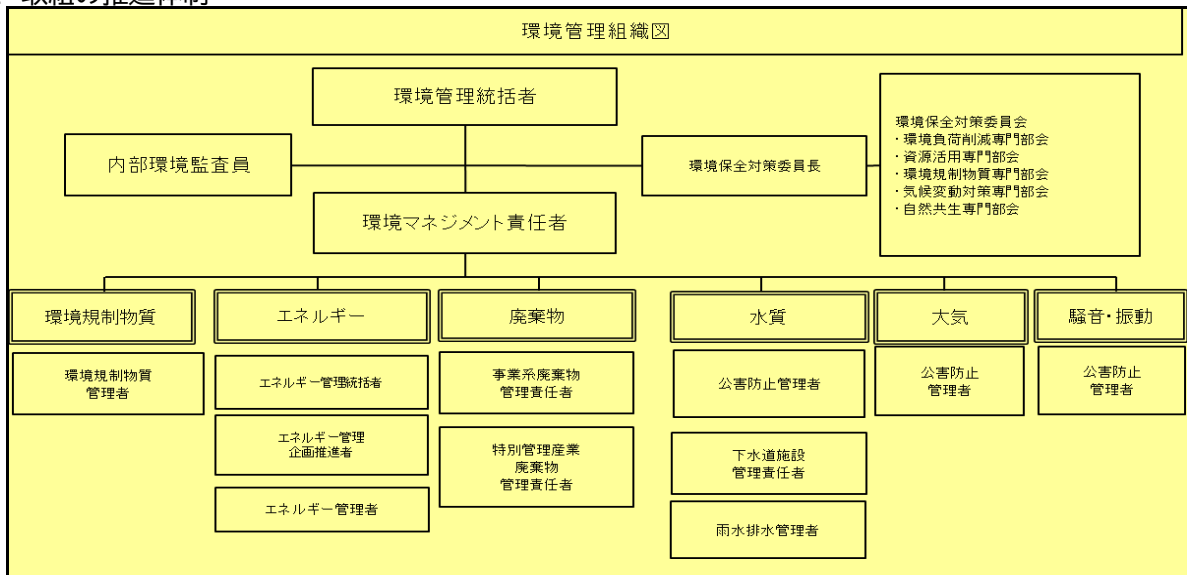 取組の推進体制
環境管理組織図
環境管理統括者
内部環境監査員
環境保全対策委員長
環境保全対策委員会
・環境負荷削減専門部会
・資源活用専門部会
・環境規制物質専門部会
・気候変動対策専門部会
・自然共生専門部会
環境マネジメント責任者
環境規制物質
エネルギー
廃棄物
水質
大気
騒音・振動
環境規制物質
管理者
エネルギー管理統括者
エネルギー管理
企画推進者
エネルギー管理者
事業系廃棄物
管理責任者
特別管理産業
廃棄物
管理責任者
公害防止管理者
下水道施設
管理責任者
雨水排水管理者
公害防止
管理者
公害防止
管理者